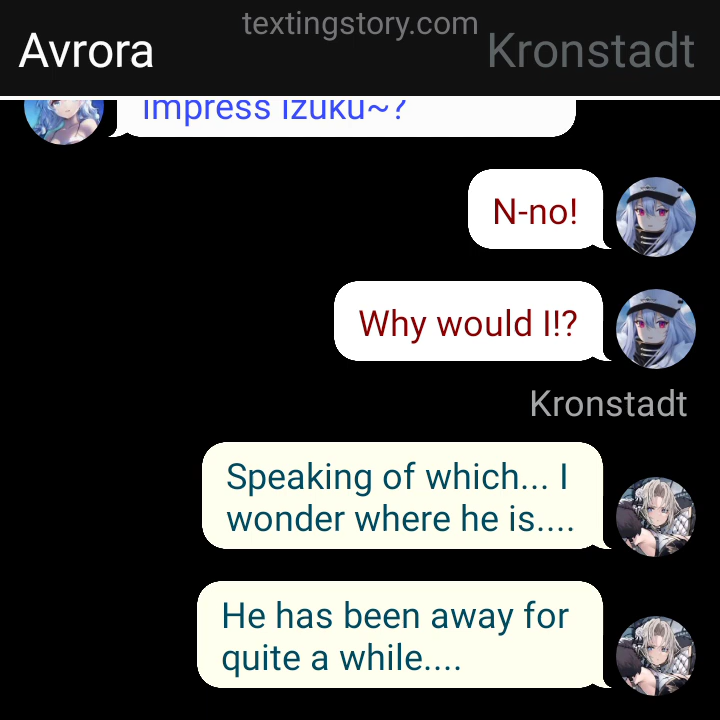 textingstory.com
Avrora
Kronstadt
impress Izuku~?
N-no!
Why would I!?
Kronstadt
Speaking of which... I
wonder where he is....
He has been away for
quite a while....